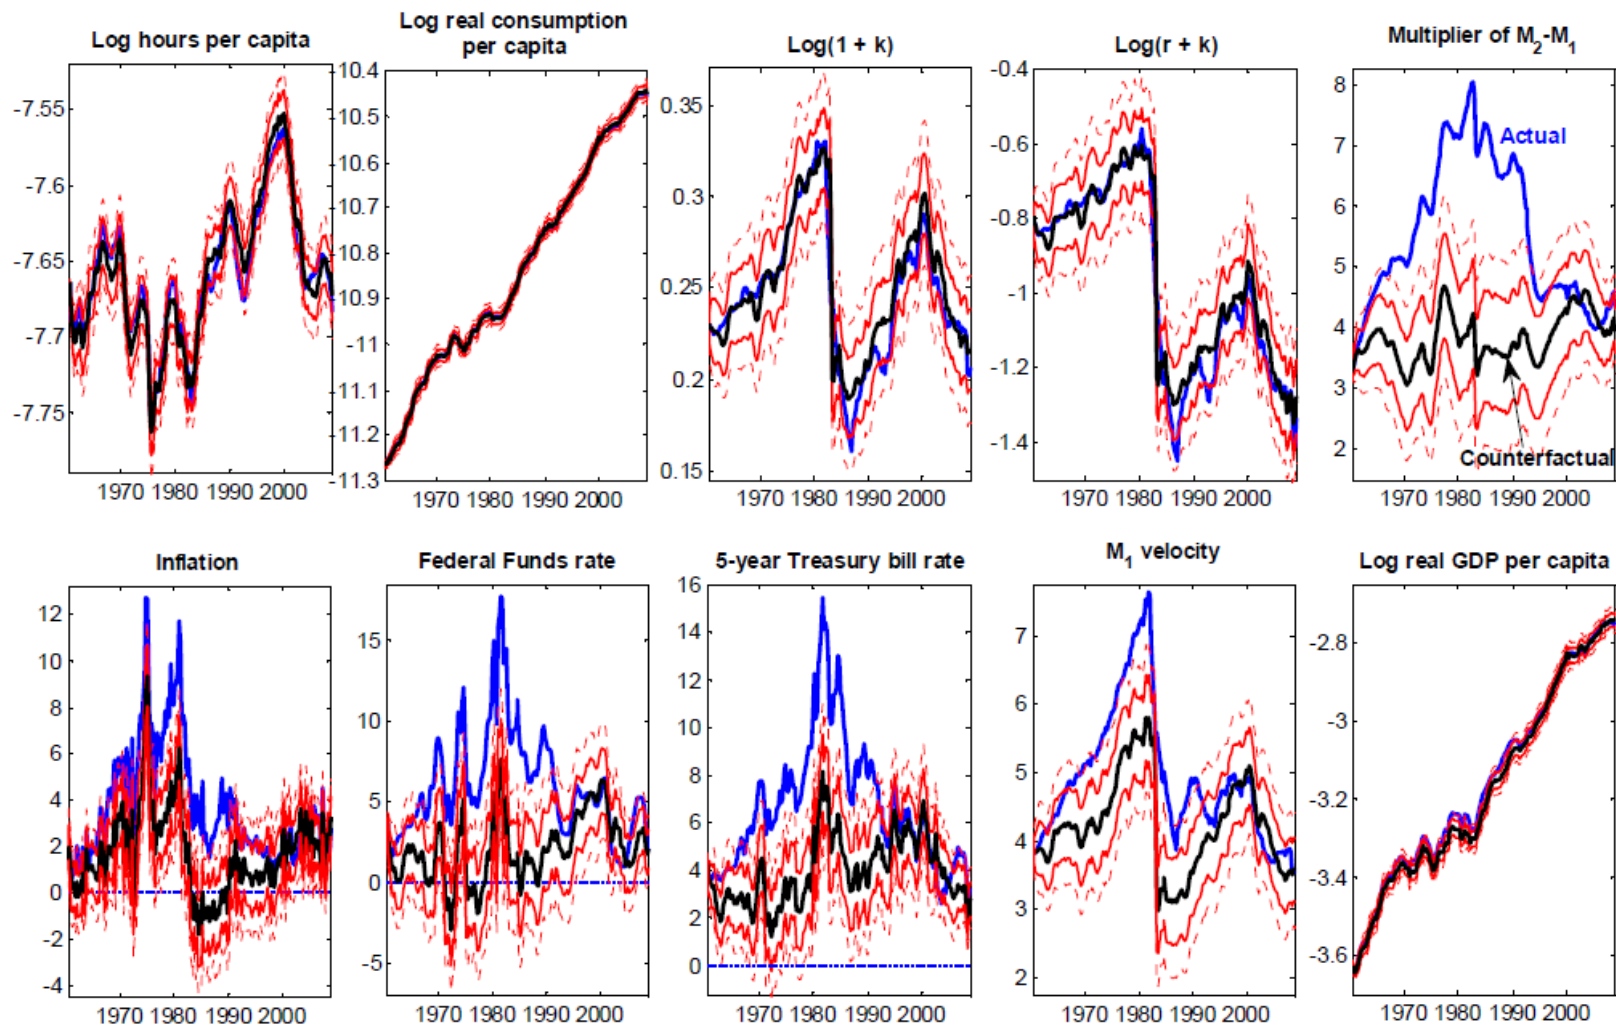 Log hours per capita
-7.55
-7.6
-7.65
-7.7
-7.75
1970 1980 1990 2000
Log real consumption
per capita
10.4
10.5
10.6
10.7
10.8
10.9
-11
11.1
11.2
11.3
1970 1980 1990 2000
Log(1 + k)
0.35
0.3
0.25
0.2
0.15
1970 1980 1990 2000
Log(r + k)
-0.4
-0.6
-0.8
-1
-1.2
-1.4
1970 1980 1990 2000
Multiplier of M2-M1
8
7
6
5
4
3
2
Actual
Counterfactual
1970 1980 1990 2000
Inflation
12
10
8
6
4
2
0
-2
-4
1970 1980 1990 2000
Federal Funds rate
15
10
5
0
-5
1970 1980 1990 2000
5-year Treasury bill rate
16
14
12
10
8
6
4
2
0
1970 1980 1990 2000
M1 velocity
7
6
5
4
3
2
1970 1980 1990 2000
Log real GDP per capita
-2.8
-3
-3.2
-3.4
-3.6
1970 1980 1990 2000